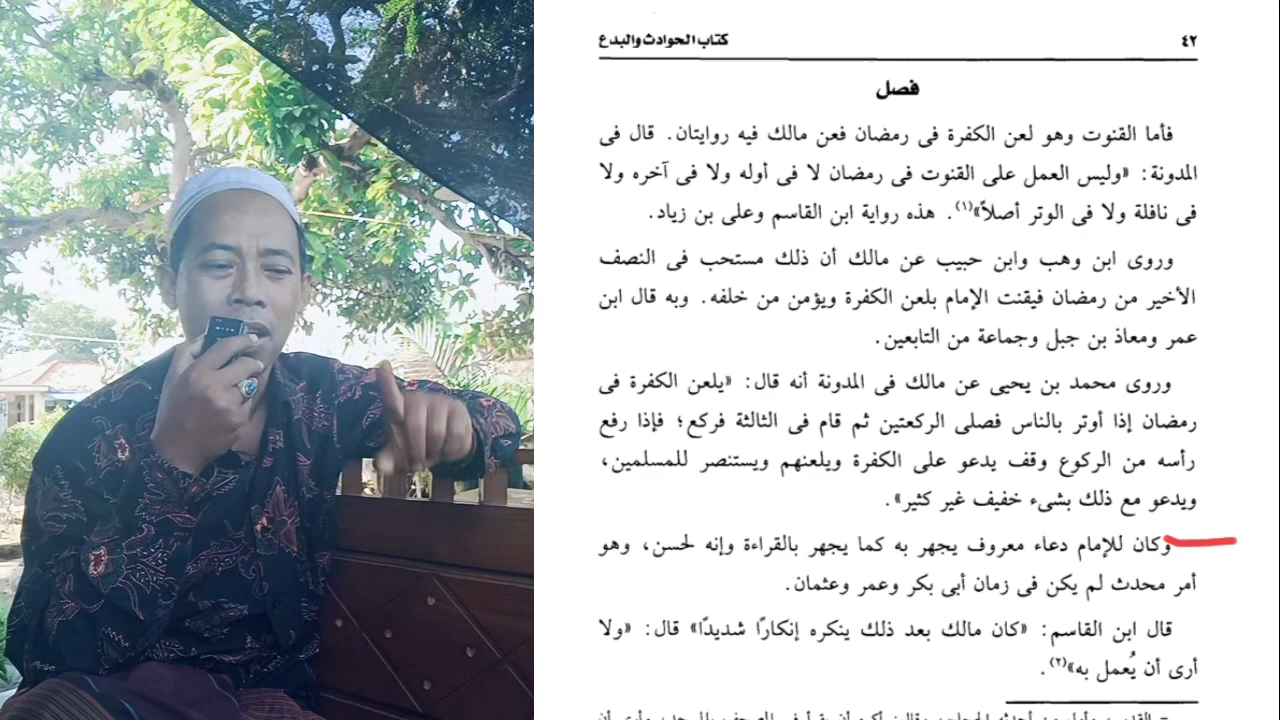 ٤٢
كتاب الحوادث والبدع
فصل
فأما القنوت وهو لعن الكفرة فى رمضان فعن مالك فيه روايتان. قال فى
المدونة: «وليس العمل على القنوت فى رمضان لا فى أوله ولا فى آخره ولا
فى نافلة ولا فى الوتر أصلاً»(١). هذه رواية ابن القاسم وعلى بن زياد.
وروى ابن وهب وابن حبيب عن مالك أن ذلك مستحب فى النصف
الأخير من رمضان فيقنت الإمام بلعن الكفرة ويؤمن من خلفه. وبه قال ابن
عمر ومعاذ بن جبل وجماعة من التابعين.
وروى محمد بن يحيى عن مالك فى المدونة أنه قال: «يلعن الكفرة فى
رمضان إذا أوتر بالناس فصلى الركعتين ثم قام فى الثالثة فركع؛ فإذا رفع
رأسه من الركوع وقف يدعو على الكفرة ويلعنهم ويستنصر للمسلمين،
ويدعو مع ذلك بشىء خفيف غير كثير».
وكان للإمام دعاء معروف يجهر به كما يجهر بالقراءة وإنه لحسن، وهو
أمر محدث لم يكن فى زمان أبى بكر وعمر وعثمان.
قال ابن القاسم: «كان مالك بعد ذلك ينكره إنكارًا شديدًا» قال: «ولا
أرى أن يُعمل به»(٢).